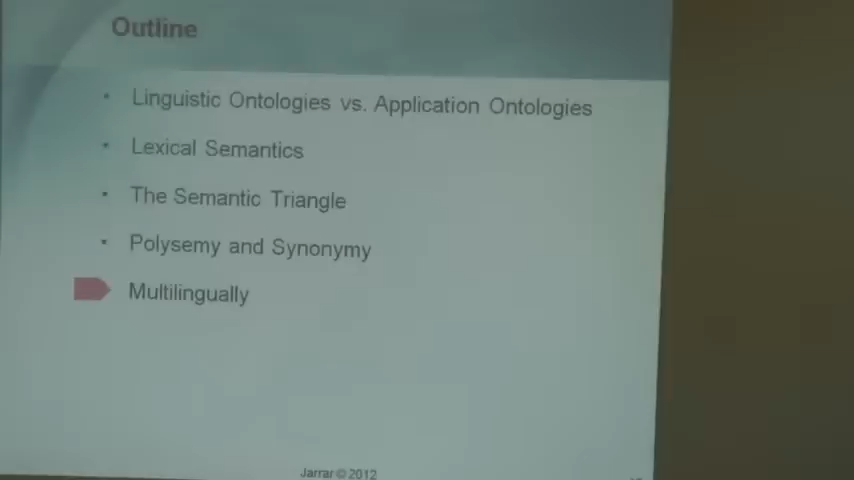 Outline
Linguistic Ontologies vs. Application Ontologies
Lexical Semantics
The Semantic Triangle
Polysemy and Synonymy
Multilingually
Jarrar © 2012